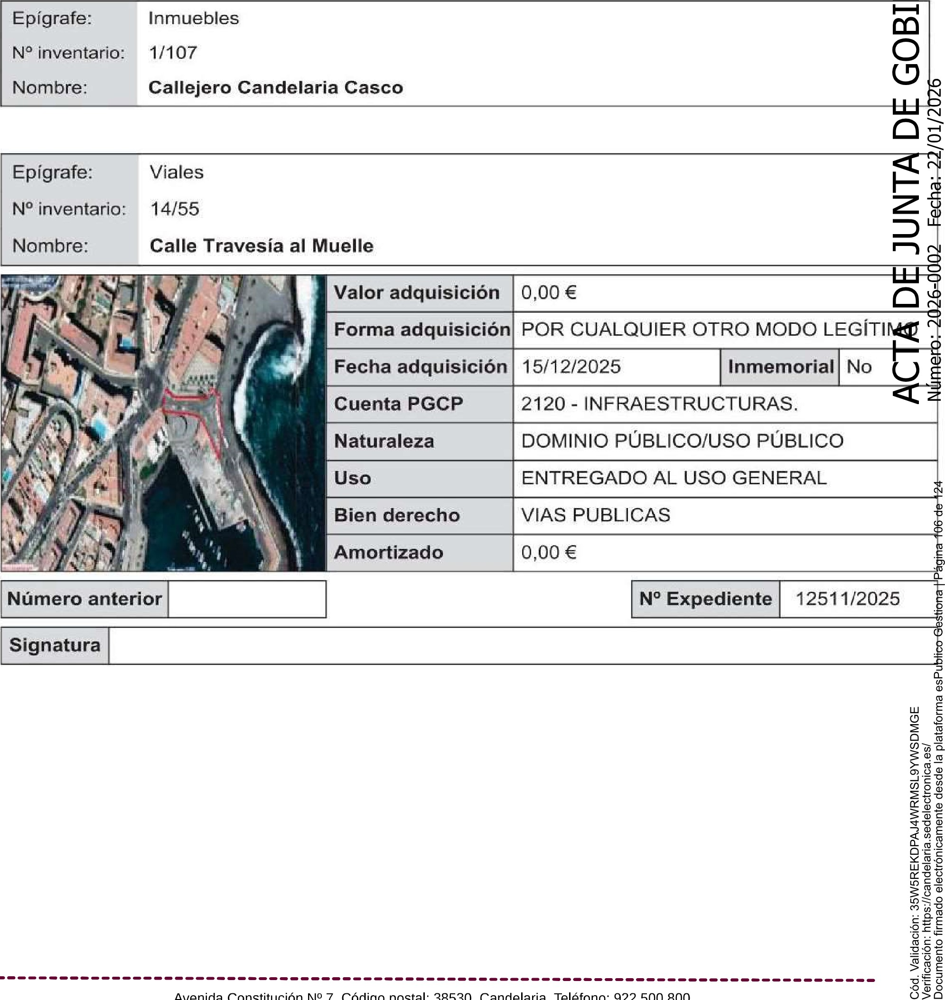 Epígrafe: Inmuebles
Nº inventario: 1/107
Nombre: Callejero Candelaria Casco
Epígrafe: Viales
Nº inventario: 14/55
Nombre: Calle Travesía al Muelle
Valor adquisición 0,00 €
Forma adquisición POR CUALQUIER OTRO MODO LEGÍTIMO
Fecha adquisición 15/12/2025 Inmemorial No
Cuenta PGCP 2120 - INFRAESTRUCTURAS.
Naturaleza DOMINIO PÚBLICO/USO PÚBLICO
Uso ENTREGADO AL USO GENERAL
Bien derecho VIAS PUBLICAS
Amortizado 0,00 €
Número anterior
Nº Expediente 12511/2025
Signatura
Avenida Constitución Nº 7. Código postal: 38530. Candelaria. Teléfono: 922 500 800
ACTA DE JUNTA DE GOBI
Número: 2026-0002 Fecha: 22/01/2026
Cód. Validación: 35W5REKDPAJ4WRMSL9YWSDMGE
Verificación: https://candelaria.sedelectronica.es/
Documento firmado electrónicamente desde la plataforma esPublico Gestiona | Página 106 de 124